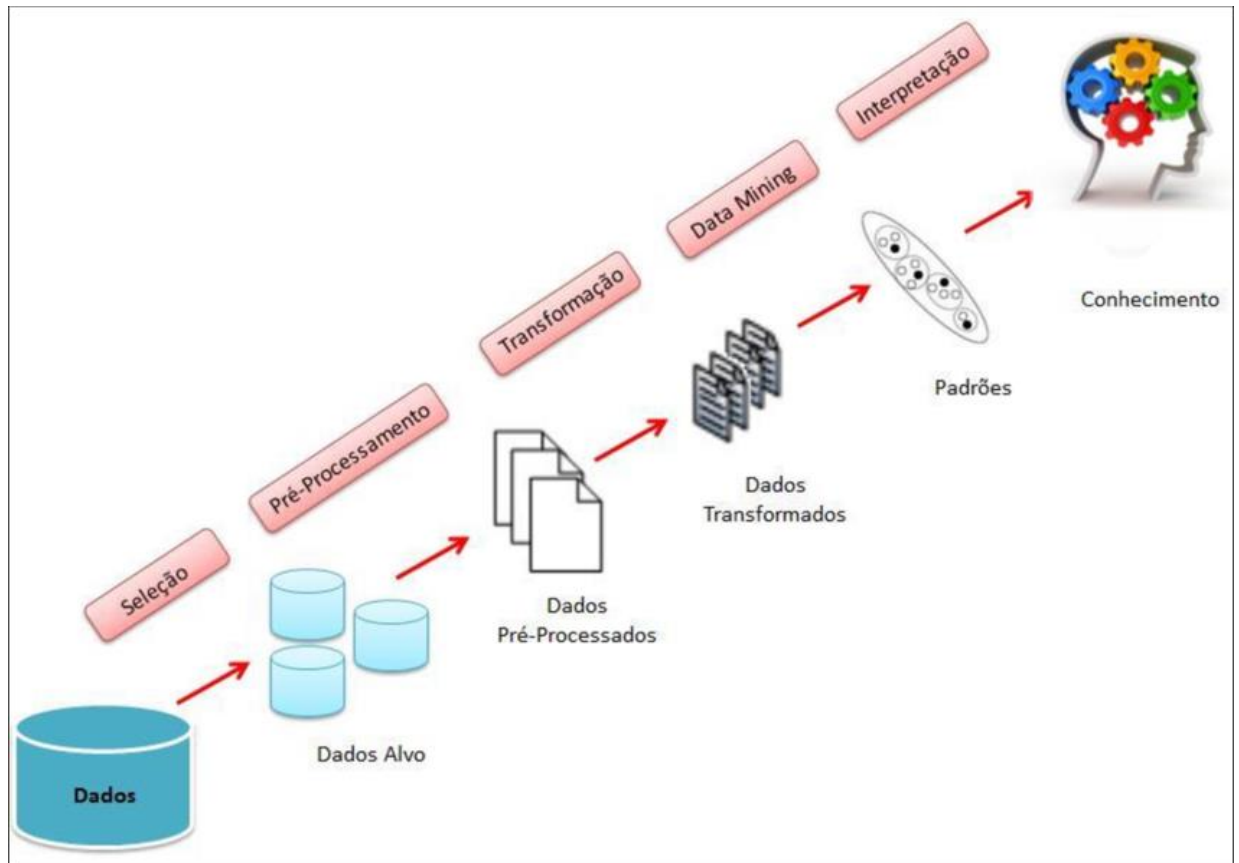 Seleção
Pré-Processamento
Transformação
Data Mining
Interpretação
Dados
Dados Alvo
Dados
Pré-Processados
Dados
Transformados
Padrões
Conhecimento